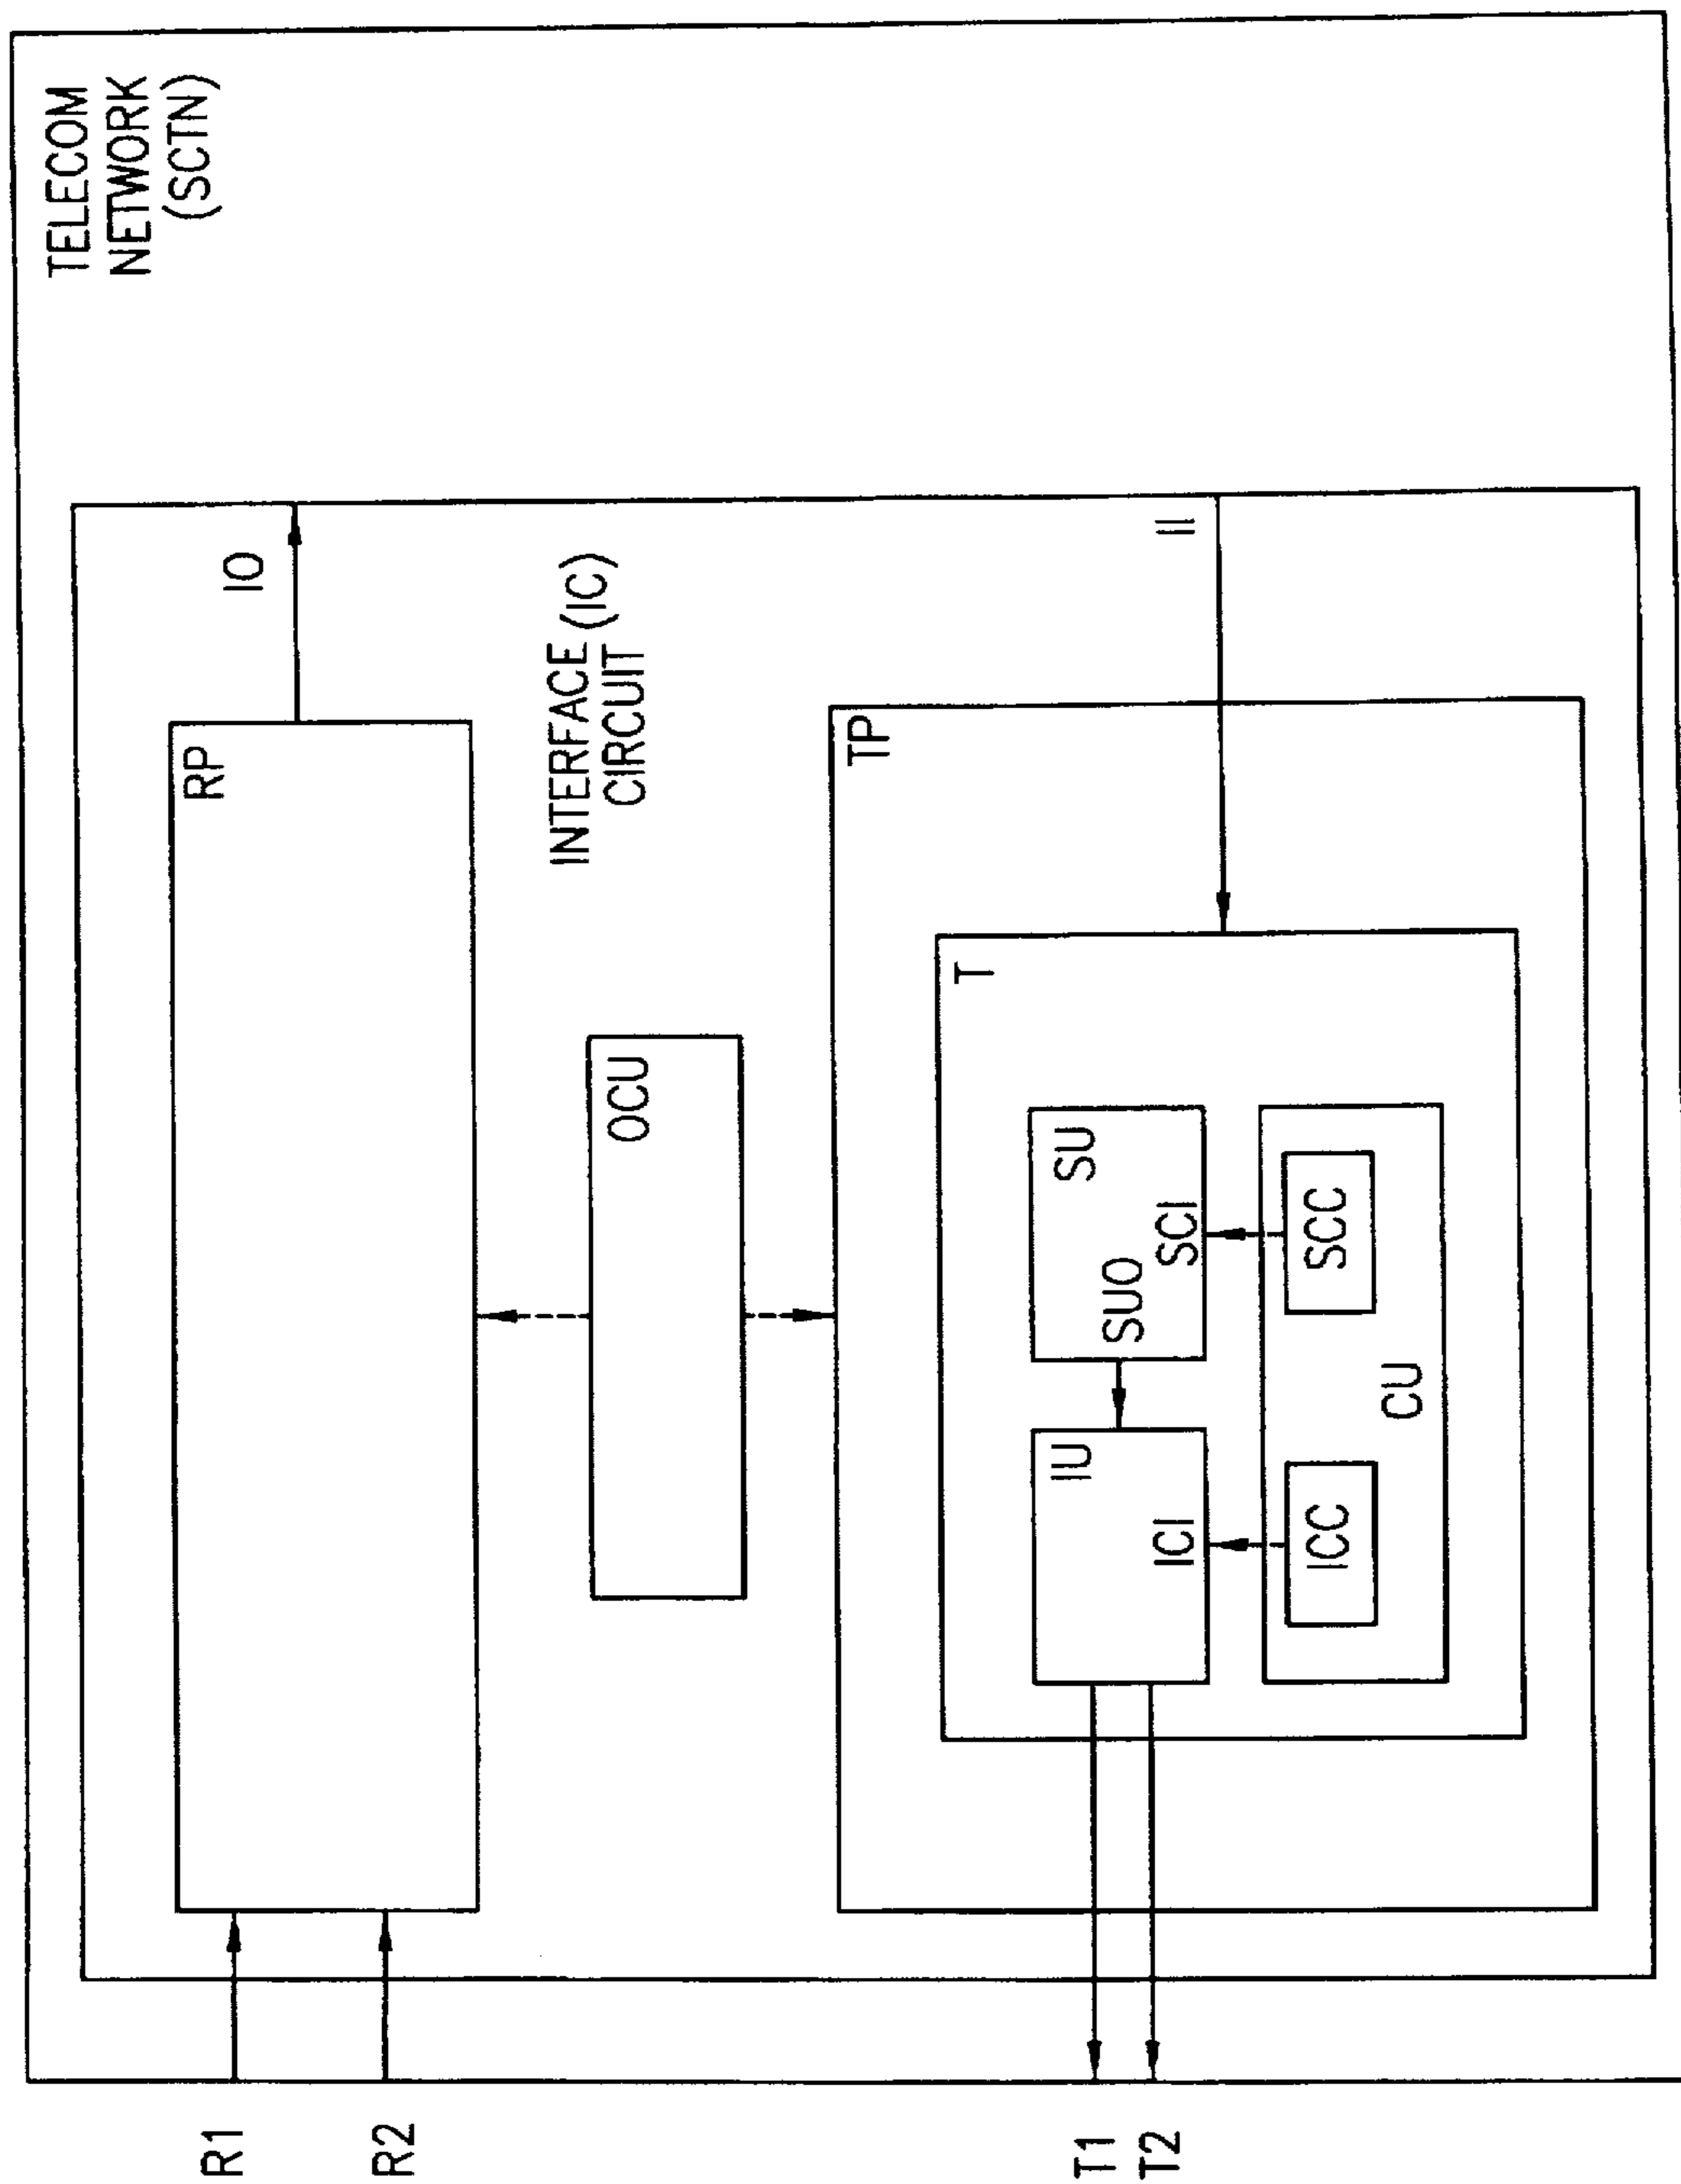 TELECOM
NETWORK
(SCTN)
R1
R2
RP
IO
INTERFACE (IC)
CIRCUIT
OCU
TP
II
T
SU
SUO
SCI
IU
ICI
SCC
ICC
CU
T1
T2